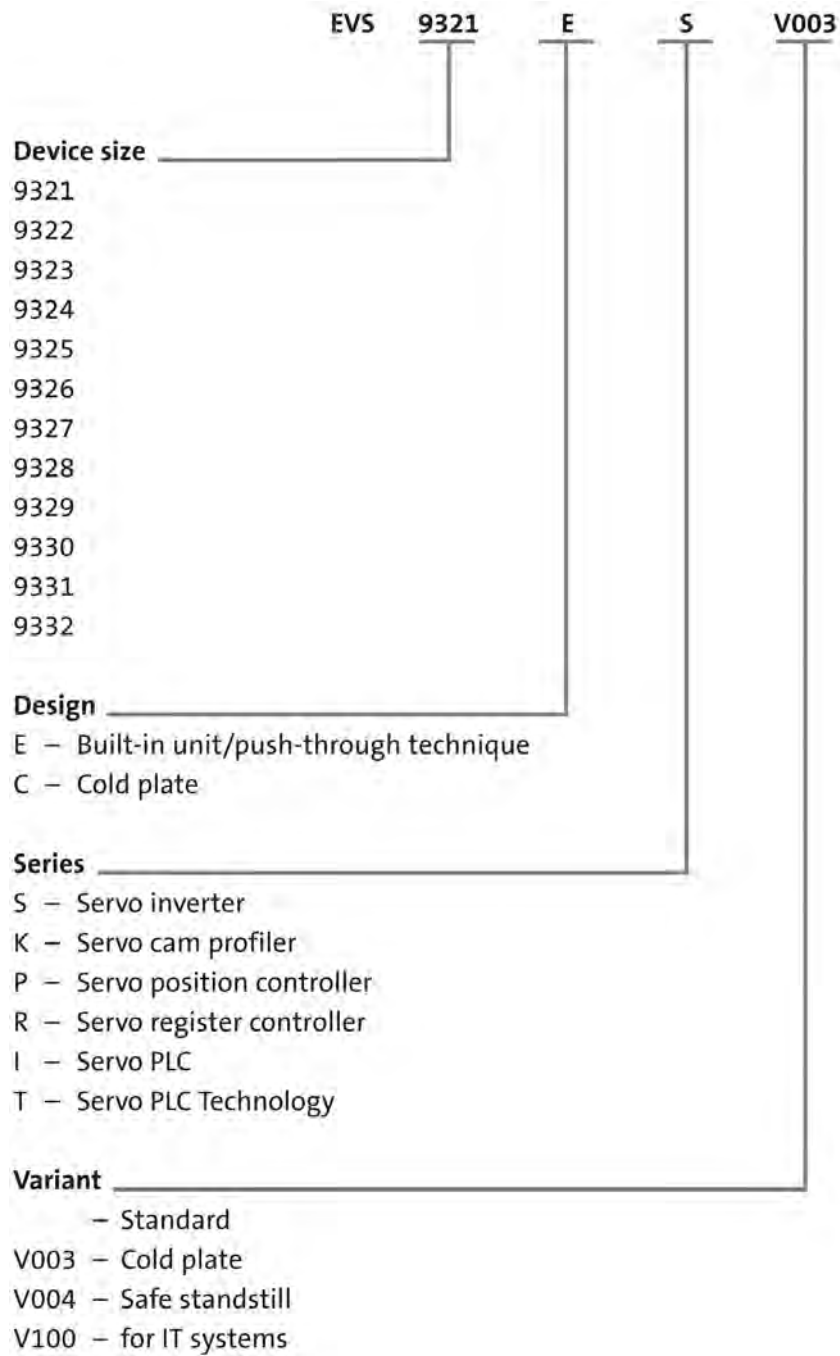 EVS 9321 E S V003
Device size
9321
9322
9323
9324
9325
9326
9327
9328
9329
9330
9331
9332
Design
E – Built-in unit/push-through technique
C – Cold plate
Series
S – Servo inverter
K – Servo cam profiler
P – Servo position controller
R – Servo register controller
I – Servo PLC
T – Servo PLC Technology
Variant
– Standard
V003 – Cold plate
V004 – Safe standstill
V100 – for IT systems